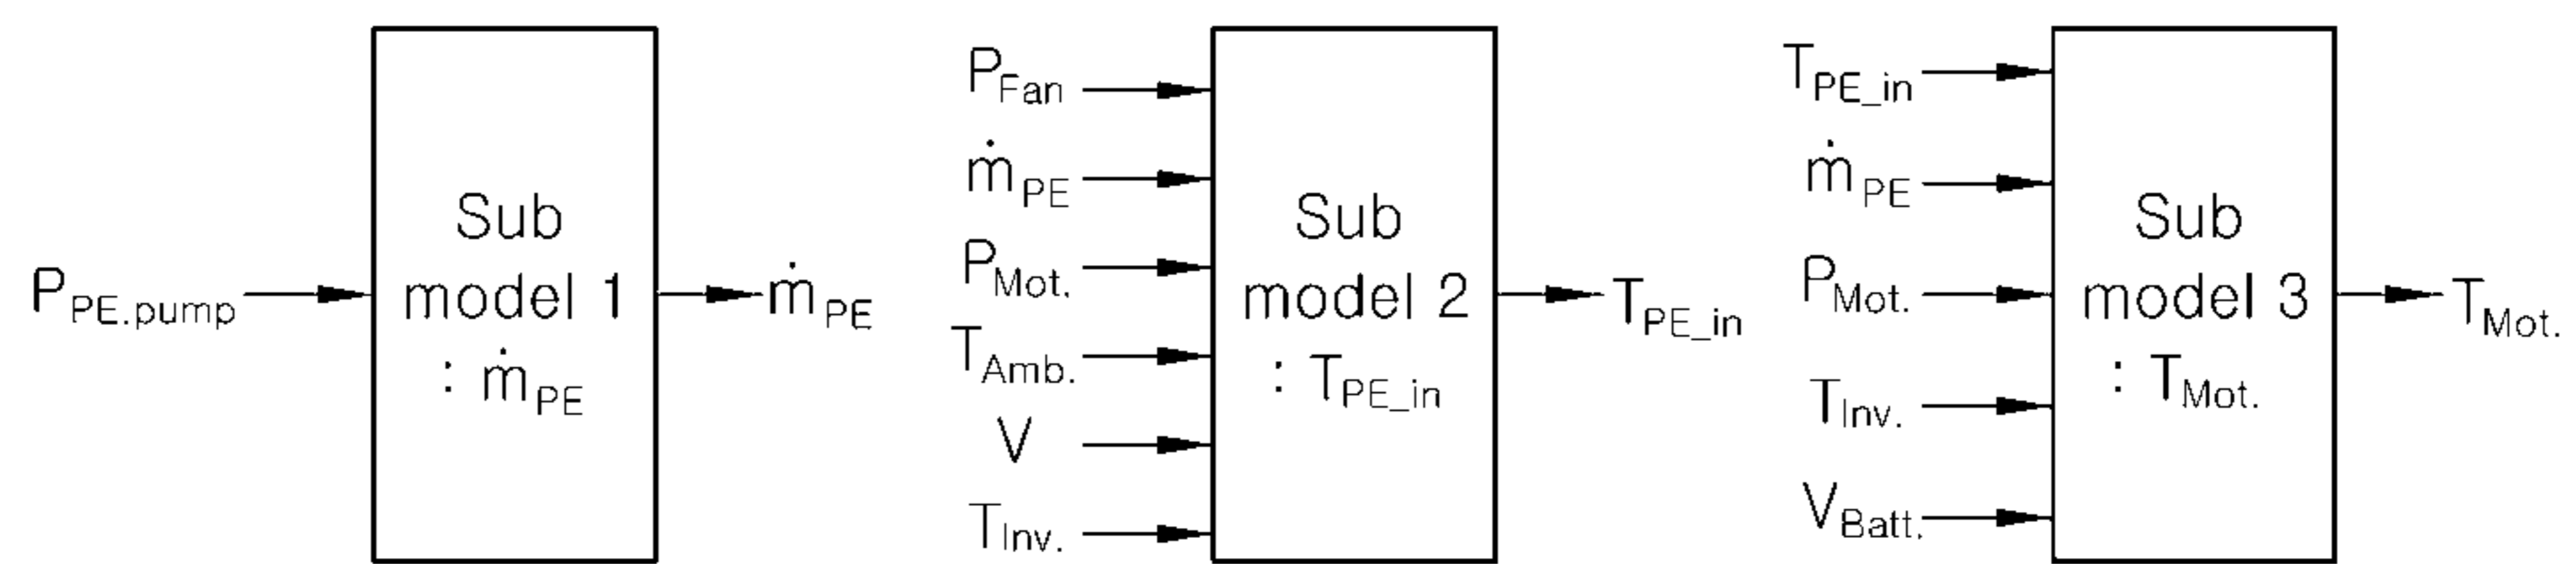 P_PE.pump
Sub
model 1
: ṁ_PE
ṁ_PE
P_Fan
ṁ_PE
P_Mot.
T_Amb.
V
T_Inv.
Sub
model 2
: T_PE_in
T_PE_in
T_PE_in
ṁ_PE
P_Mot.
T_Inv.
V_Batt.
Sub
model 3
: T_Mot.
T_Mot.